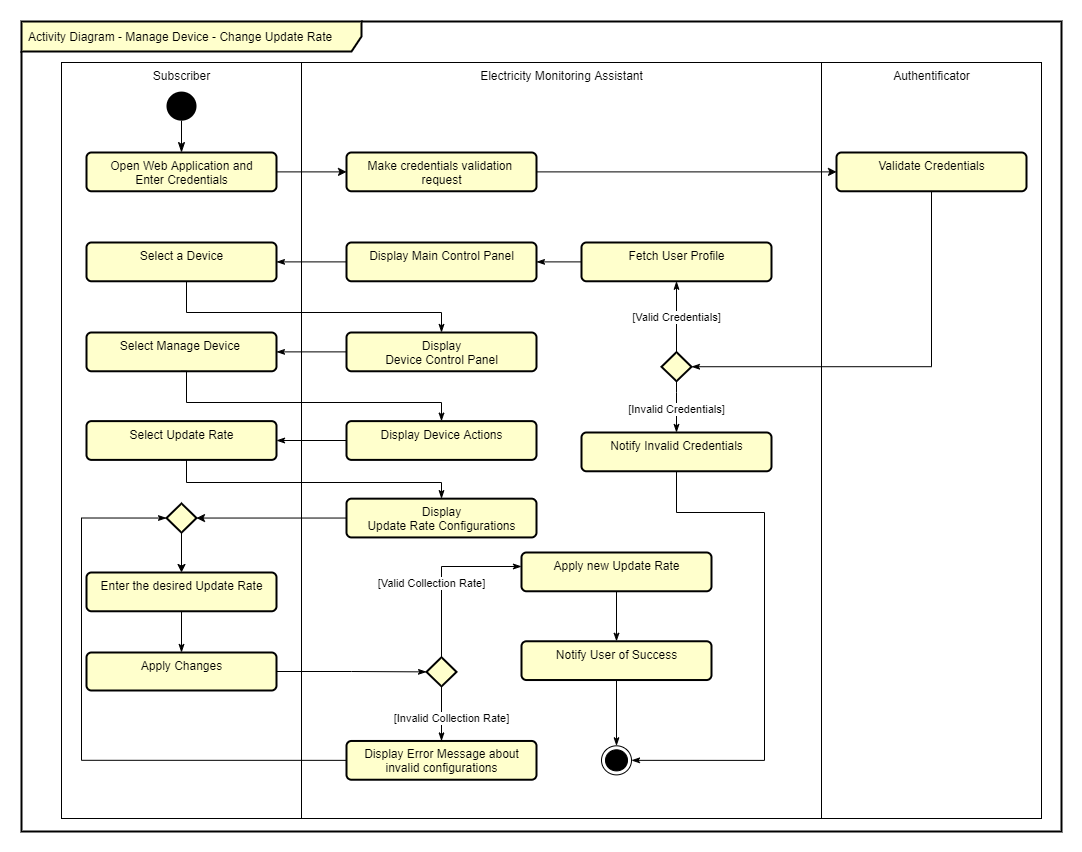 Activity Diagram - Manage Device - Change Update Rate
Subscriber
Electricity Monitoring Assistant
Authentificator
Open Web Application and
Enter Credentials
Make credentials validation
request
Validate Credentials
Select a Device
Display Main Control Panel
Fetch User Profile
[Valid Credentials]
Select Manage Device
Display
Device Control Panel
[Invalid Credentials]
Select Update Rate
Display Device Actions
Notify Invalid Credentials
Display
Update Rate Configurations
Enter the desired Update Rate
[Valid Collection Rate]
Apply new Update Rate
Apply Changes
Notify User of Success
[Invalid Collection Rate]
Display Error Message about
invalid configurations